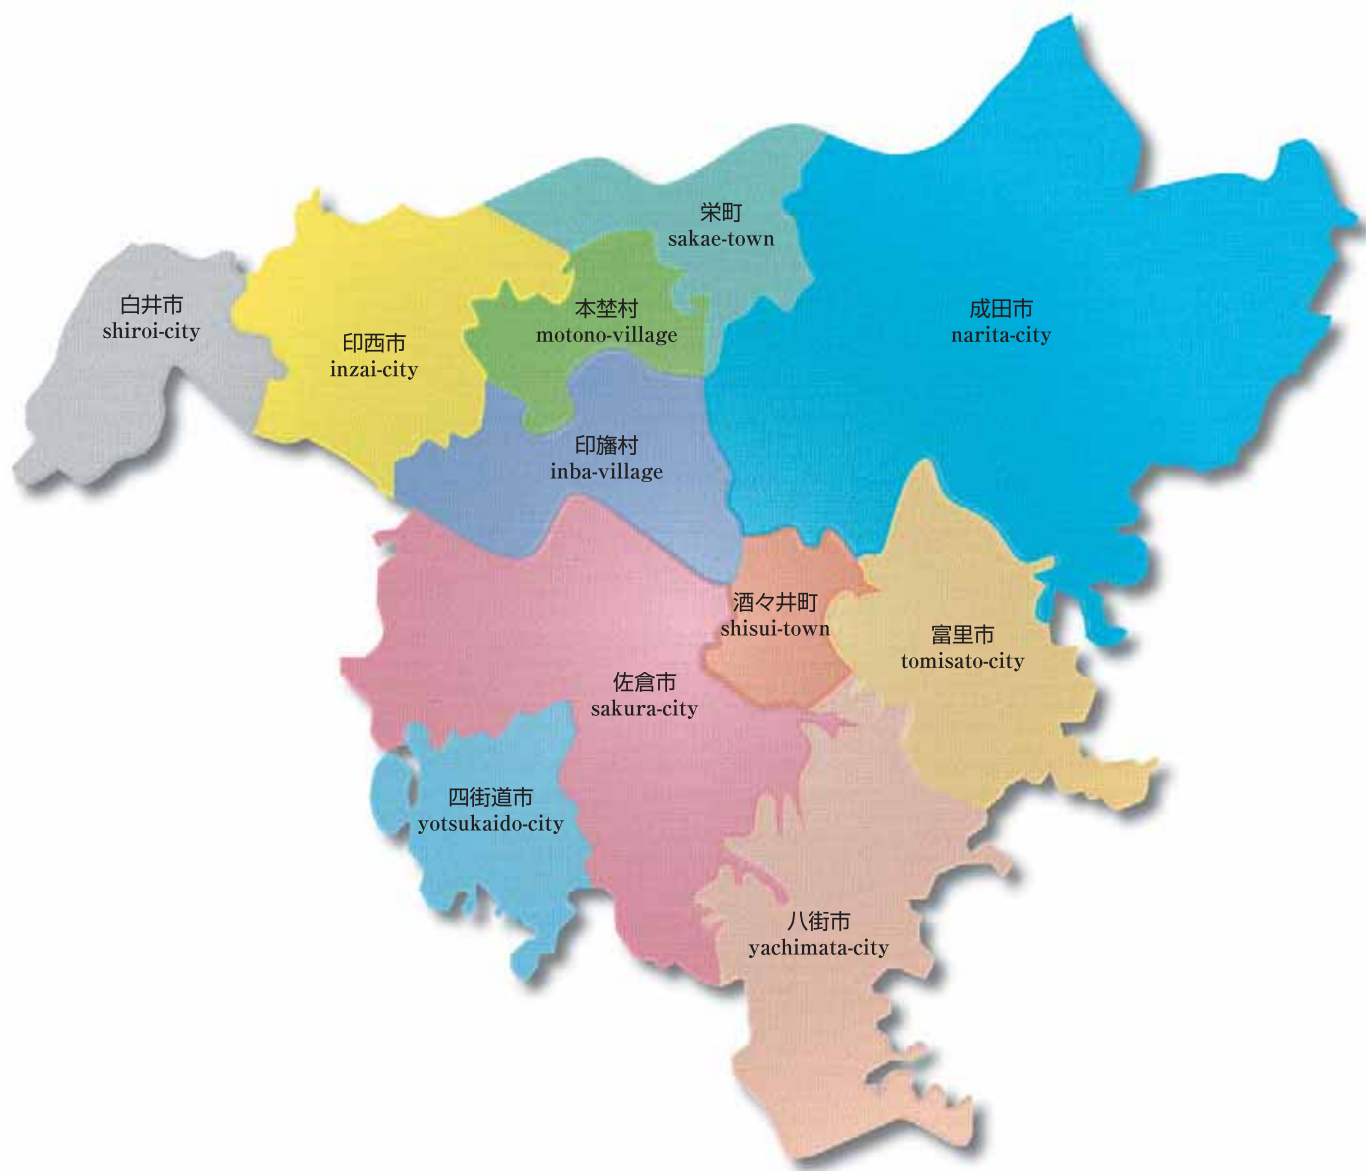 栄町
sakae-town
白井市
shiroi-city
本埜村
motono-village
成田市
narita-city
印西市
inzai-city
印旛村
inba-village
酒々井町
shisui-town
富里市
tomisato-city
佐倉市
sakura-city
四街道市
yotsukaido-city
八街市
yachimata-city